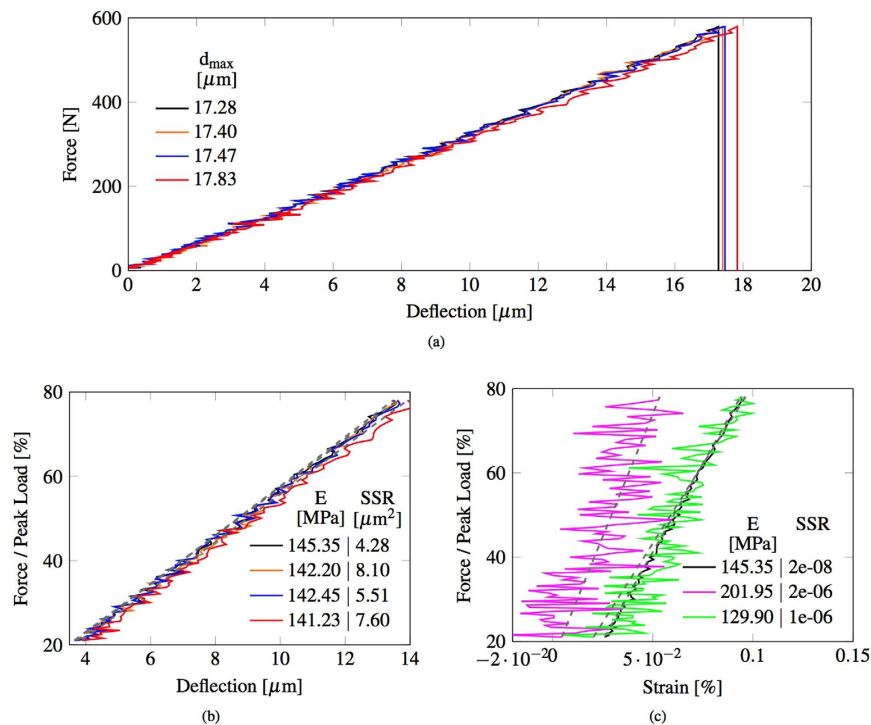 600
400
200
0
Force [N]
d_max
[μm]
17.28
17.40
17.47
17.83
0 2 4 6 8 10 12 14 16 18 20
Deflection [μm]
(a)
80
60
40
20
Force / Peak Load [%]
E SSR
[MPa] [μm²]
145.35 | 4.28
142.20 | 8.10
142.45 | 5.51
141.23 | 7.60
4 6 8 10 12 14
Deflection [μm]
(b)
80
60
40
20
Force / Peak Load [%]
E SSR
[MPa]
145.35 | 2e-08
201.95 | 2e-06
129.90 | 1e-06
−2·10⁻² 0 5·10⁻² 0.1 0.15
Strain [%]
(c)